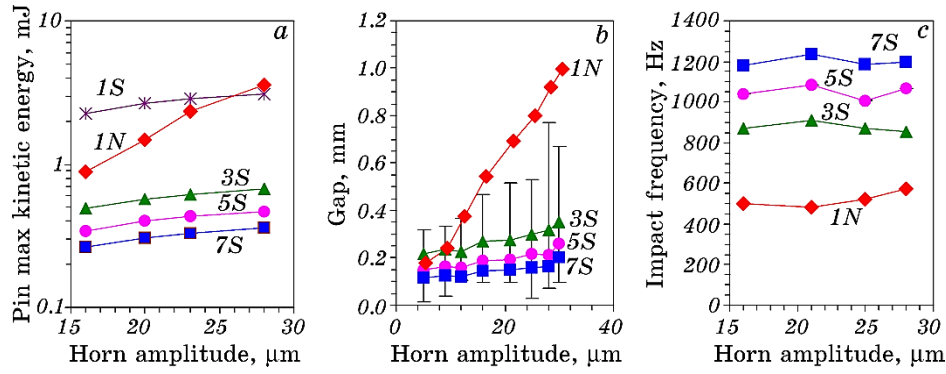 a
Pin max kinetic energy, mJ
10
1
0.1
1S
1N
3S
5S
7S
15 20 25 30
Horn amplitude, μm
b
Gap, mm
1.2
1.0
0.8
0.6
0.4
0.2
0.0
1N
3S
5S
7S
0 20 40
Horn amplitude, μm
c
Impact frequency, Hz
1400
1200
1000
800
600
400
200
0
7S
5S
3S
1N
15 20 25 30
Horn amplitude, μm